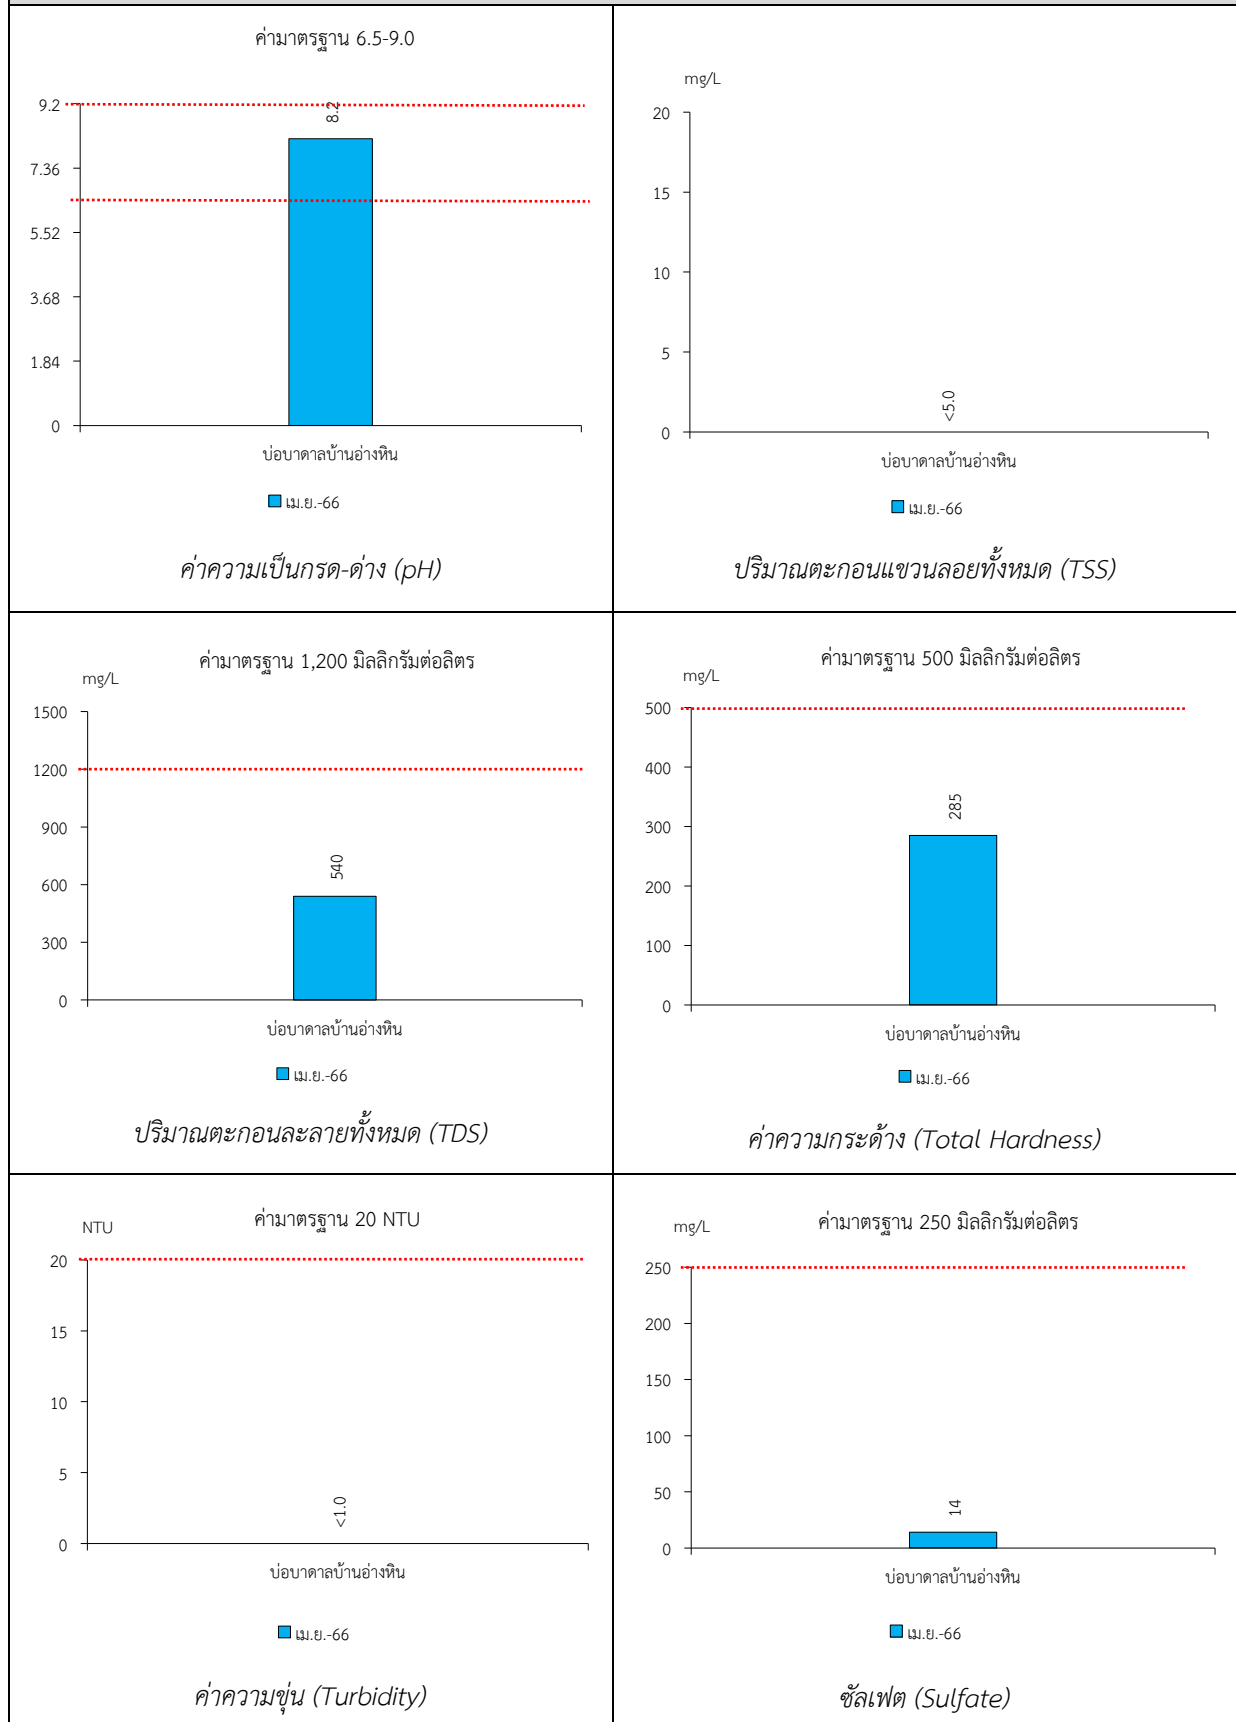 ค่ามาตรฐาน 6.5-9.0
9.2
7.36
5.52
3.68
1.84
0
8.2
บ่อบาดาลบ้านอ่างหิน
เม.ย.-66
ค่าความเป็นกรด-ด่าง (pH)
mg/L
20
15
10
5
0
<5.0
บ่อบาดาลบ้านอ่างหิน
เม.ย.-66
ปริมาณตะกอนแขวนลอยทั้งหมด (TSS)
ค่ามาตรฐาน 1,200 มิลลิกรัมต่อลิตร
mg/L
1500
1200
900
600
300
0
540
บ่อบาดาลบ้านอ่างหิน
เม.ย.-66
ปริมาณตะกอนละลายทั้งหมด (TDS)
ค่ามาตรฐาน 500 มิลลิกรัมต่อลิตร
mg/L
500
400
300
200
100
0
285
บ่อบาดาลบ้านอ่างหิน
เม.ย.-66
ค่าความกระด้าง (Total Hardness)
ค่ามาตรฐาน 20 NTU
NTU
20
15
10
5
0
<1.0
บ่อบาดาลบ้านอ่างหิน
เม.ย.-66
ค่าความขุ่น (Turbidity)
ค่ามาตรฐาน 250 มิลลิกรัมต่อลิตร
mg/L
250
200
150
100
50
0
14
บ่อบาดาลบ้านอ่างหิน
เม.ย.-66
ซัลเฟต (Sulfate)